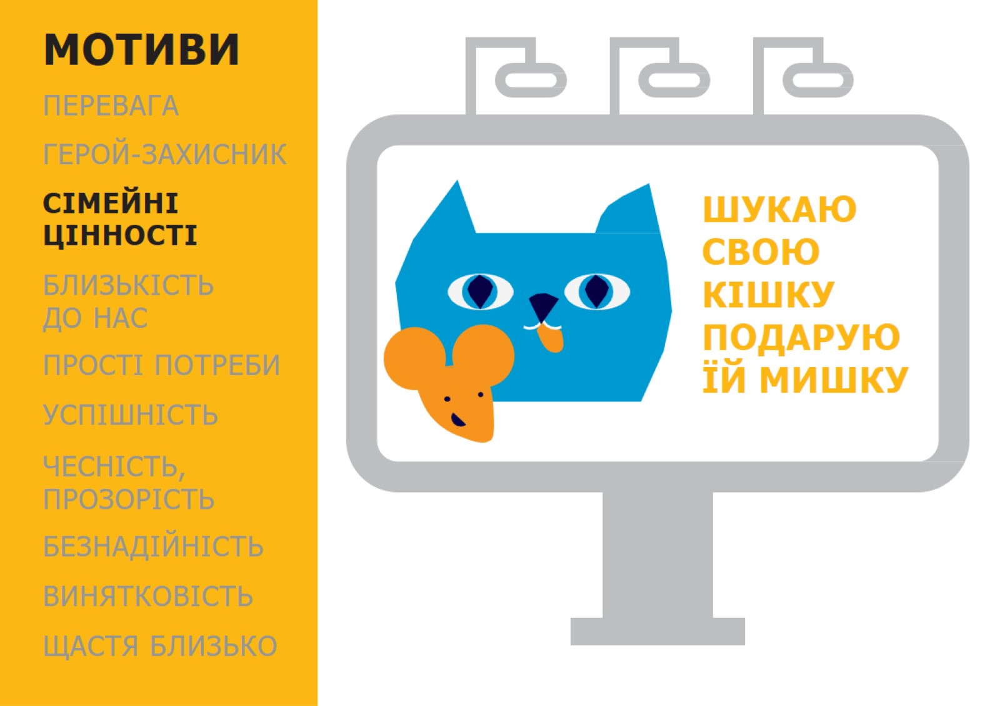 МОТИВИ
ПЕРЕВАГА
ГЕРОЙ-ЗАХИСНИК
СІМЕЙНІ
ЦІННОСТІ
БЛИЗЬКІСТЬ
ДО НАС
ПРОСТІ ПОТРЕБИ
УСПІШНІСТЬ
ЧЕСНІСТЬ,
ПРОЗОРІСТЬ
БЕЗНАДІЙНІСТЬ
ВИНЯТКОВІСТЬ
ЩАСТЯ БЛИЗЬКО
ШУКАЮ
СВОЮ
КІШКУ
ПОДАРУЮ
ЇЙ МИШКУ